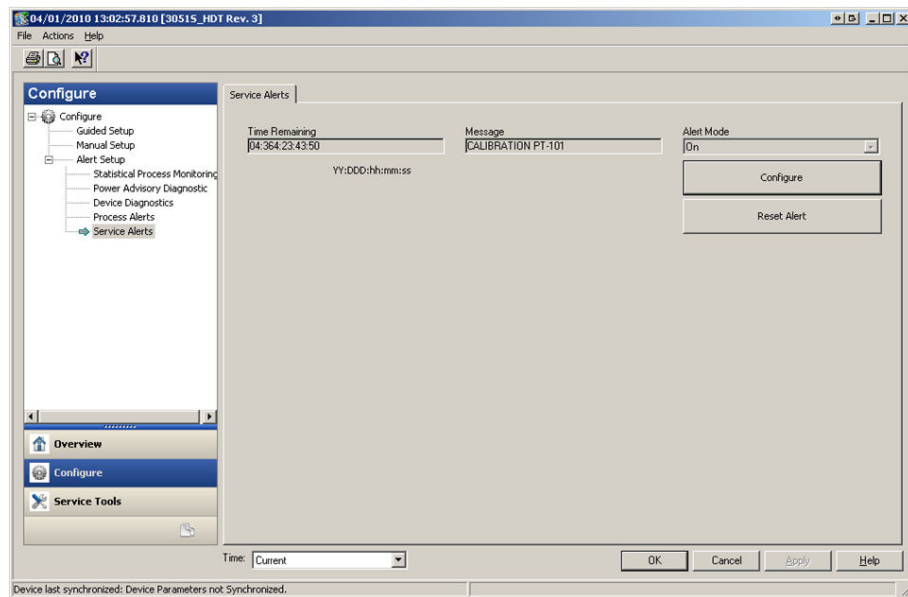 04/01/2010 13:02:57.810 [3051S_HDT Rev. 3]
File Actions Help
Configure
Configure
Guided Setup
Manual Setup
Alert Setup
Statistical Process Monitoring
Power Advisory Diagnostic
Device Diagnostics
Process Alerts
Service Alerts
Overview
Configure
Service Tools
Service Alerts
Time Remaining
04:364:23:43:50
YY:DDD:hh:mm:ss
Message
CALIBRATION PT-101
Alert Mode
On
Configure
Reset Alert
Time: Current
OK Cancel Apply Help
Device last synchronized: Device Parameters not Synchronized.